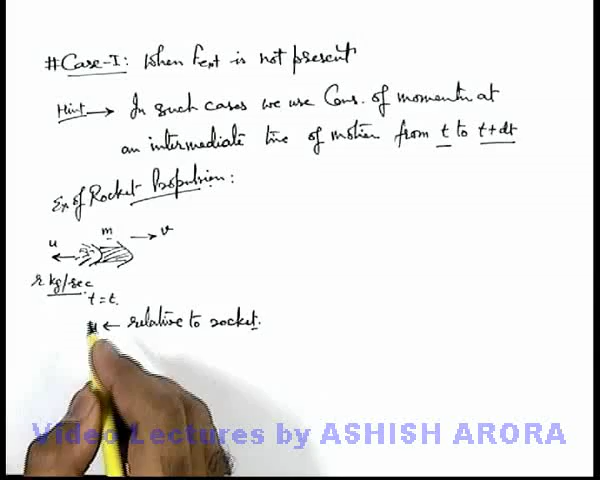 #Case-I: When Fext is not present
Hint → In such cases we use Cons. of momentum at
an intermediate time of motion from t to t+dt
Ex of Rocket Propulsion:
m
u
v
r kg/sec
t=t.
u ← relative to rocket.
Video Lectures by ASHISH ARORA